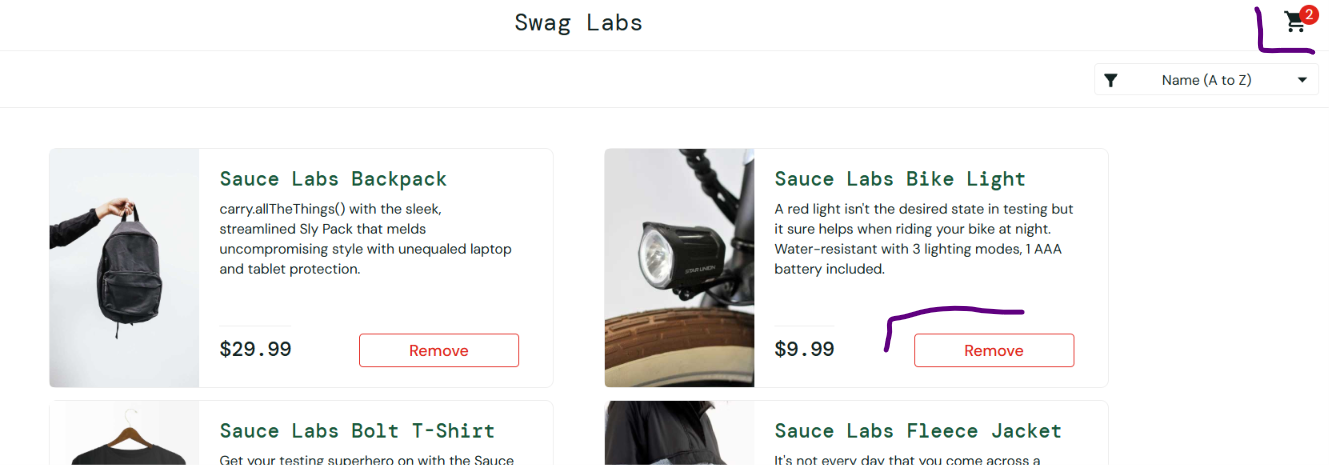 Swag Labs
2
Name (A to Z)
Sauce Labs Backpack
carry.allTheThings() with the sleek,
streamlined Sly Pack that melds
uncompromising style with unequaled laptop
and tablet protection.
$29.99
Remove
Sauce Labs Bike Light
A red light isn't the desired state in testing but
it sure helps when riding your bike at night.
Water-resistant with 3 lighting modes, 1 AAA
battery included.
STAR UNION
$9.99
Remove
Sauce Labs Bolt T-Shirt
Get your testing superhero on with the Sauce
Sauce Labs Fleece Jacket
It's not every day that you come across a